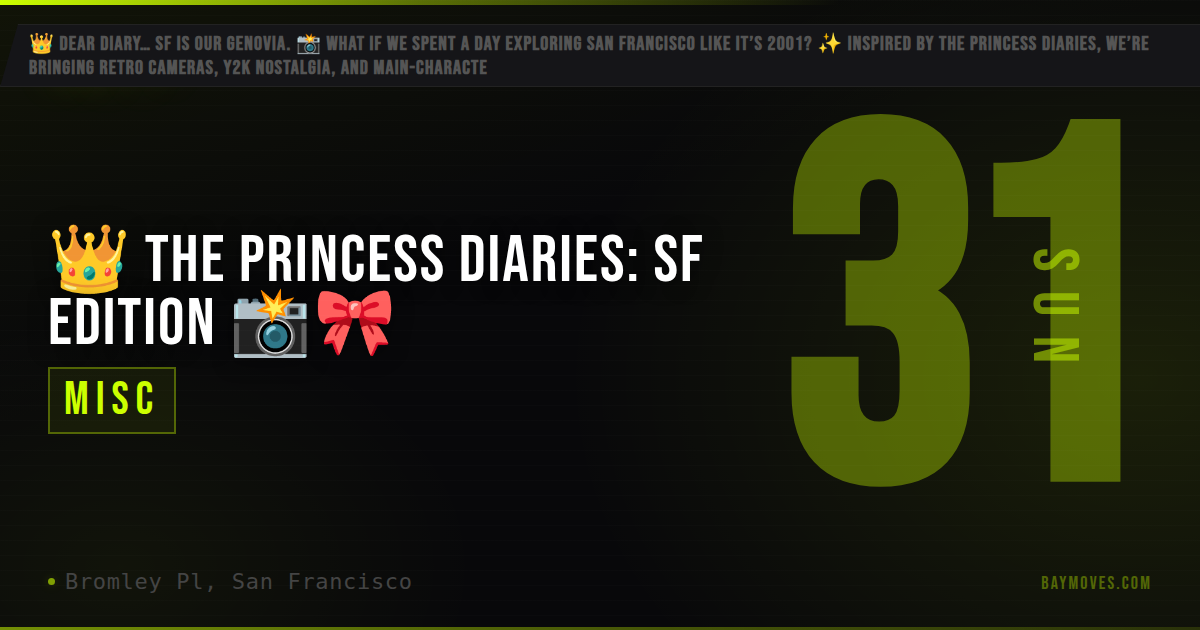 👑 DEAR DIARY… SF IS OUR GENOVIA. 📸 WHAT IF WE SPENT A DAY EXPLORING SAN FRANCISCO LIKE IT'S 2001? ✨ INSPIRED BY THE PRINCESS DIARIES, WE'RE
BRINGING RETRO CAMERAS, Y2K NOSTALGIA, AND MAIN-CHARACTE
👑 THE PRINCESS DIARIES: SF
EDITION 📸🎀
MISC
31
SUN
Bromley Pl, San Francisco
BAYMOVES.COM